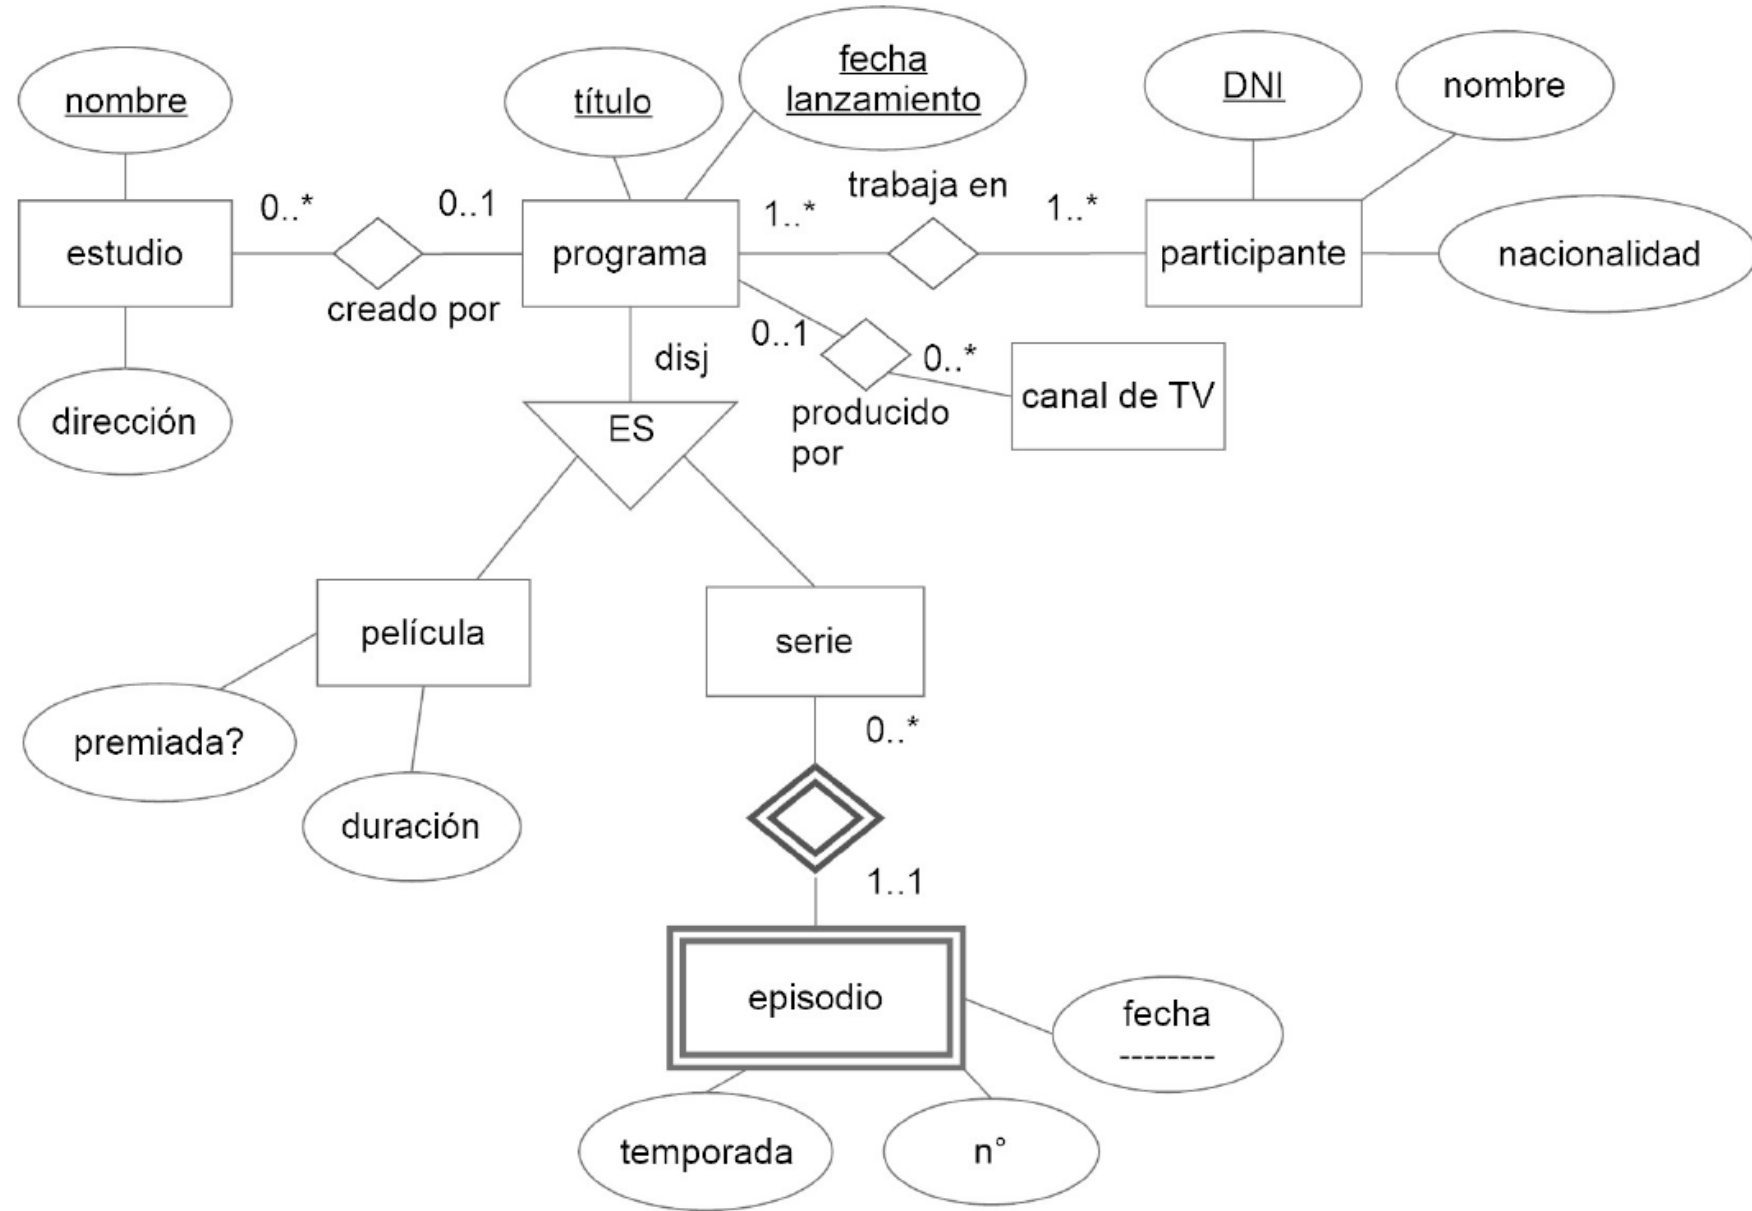 fecha
lanzamiento
nombre
título
DNI
nombre
trabaja en
0..*
0..1
1..*
1..*
estudio
programa
participante
nacionalidad
creado por
0..1
0..*
disj
canal de TV
producido
por
dirección
ES
película
serie
0..*
premiada?
duración
1..1
episodio
fecha
--------
temporada
n°